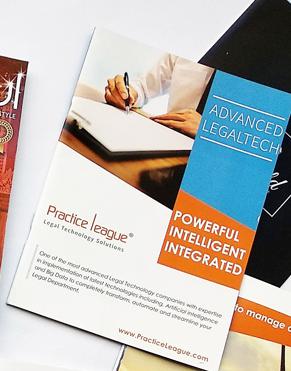 ADVANCED
LEGALTECH
POWERFUL
INTELLIGENT
INTEGRATED
Practice league®
Legal Technology Solutions
One of the most advanced Legal Technology companies with expertise
in implementation of latest technologies including, Artificial intelligence
and Big Data to completely transform, automate and streamline your
Legal Department.
www.PracticeLeague.com
to manage
STYLE